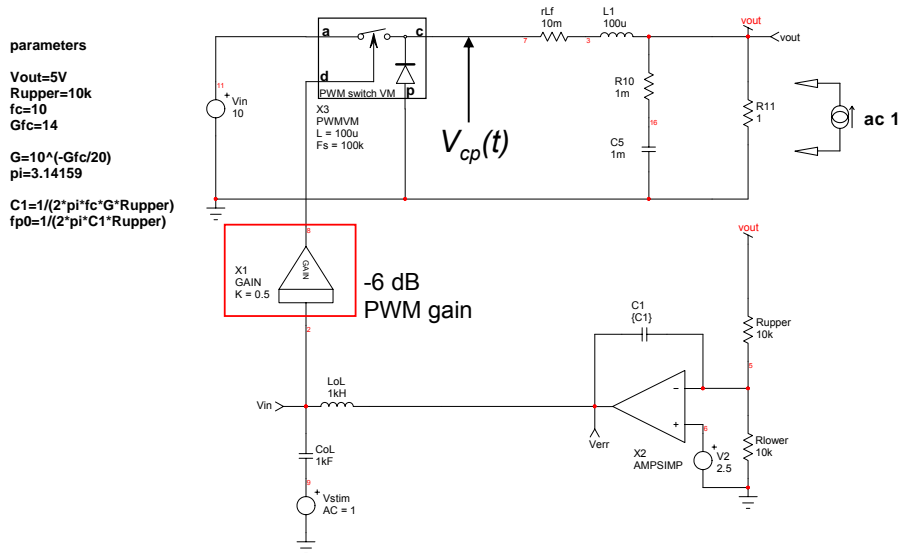 parameters
Vout=5V
Rupper=10k
fc=10
Gfc=14
G=10^(-Gfc/20)
pi=3.14159
C1=1/(2*pi*fc*G*Rupper)
fp0=1/(2*pi*C1*Rupper)
11
+
Vin
10
a
c
d
p
PWM switch VM
X3
PWMVM
L = 100u
Fs = 100k
Vcp(t)
7
rLf
10m
3
L1
100u
vout
vout
R10
1m
16
C5
1m
R11
1
ac 1
8
X1
GAIN
K = 0.5
GAIN
-6 dB
PWM gain
2
Vin
LoL
1kH
CoL
1kF
9
+
Vstim
AC = 1
Verr
C1
{C1}
-
+
X2
AMPSIMP
6
+
V2
2.5
vout
Rupper
10k
5
Rlower
10k